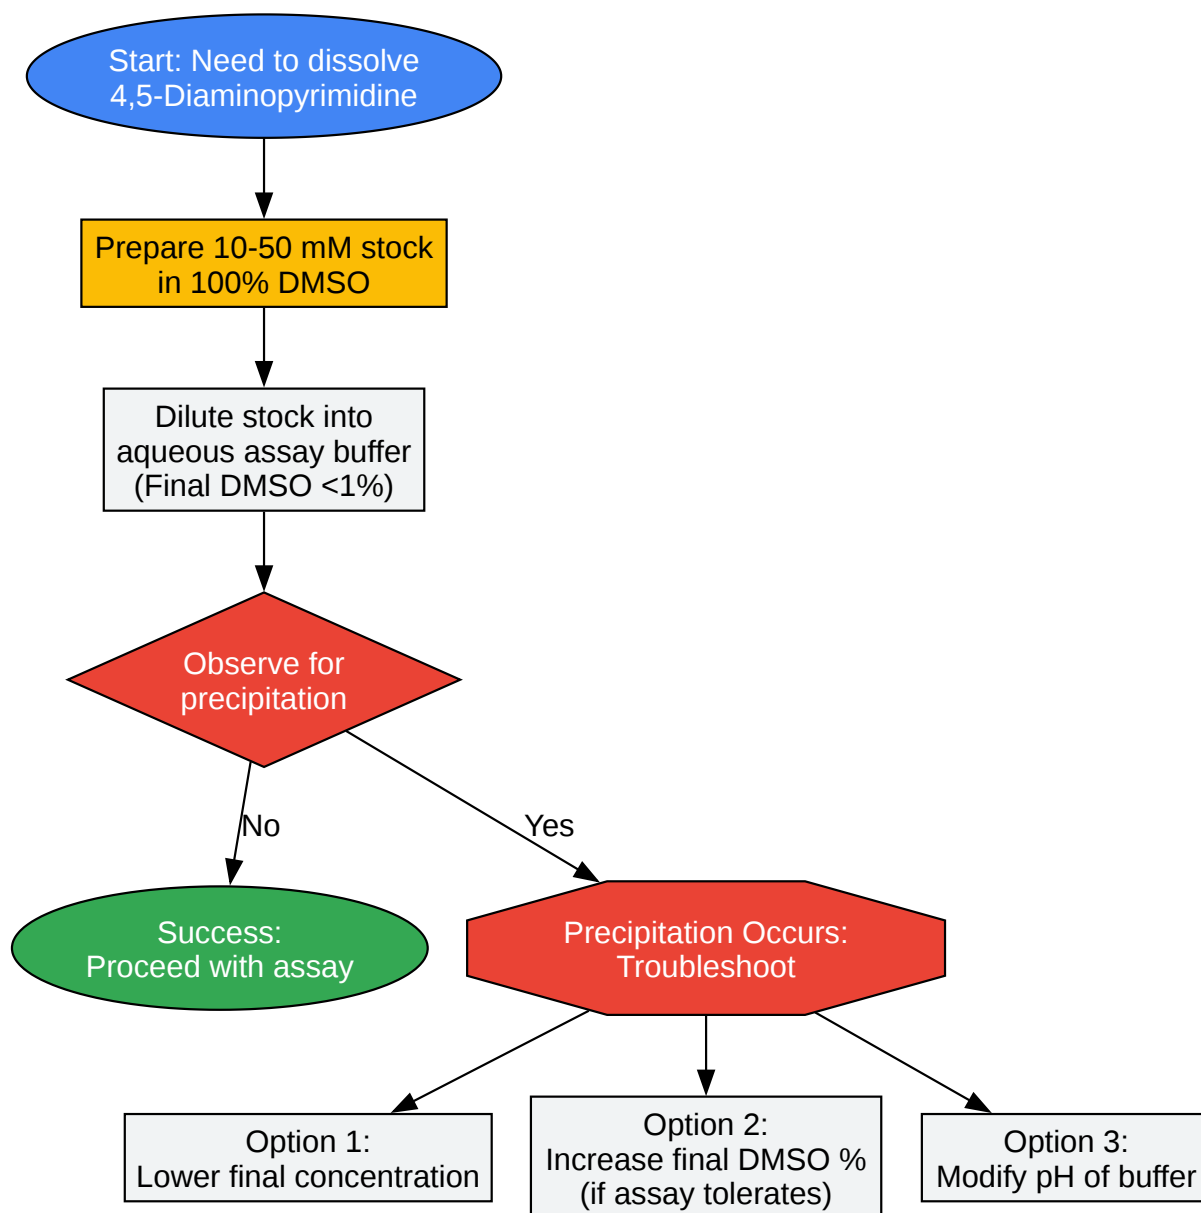 Start: Need to dissolve
4,5-Diaminopyrimidine
Prepare 10-50 mM stock
in 100% DMSO
Dilute stock into
aqueous assay buffer
(Final DMSO <1%)
Observe for
precipitation
No
Yes
Success:
Proceed with assay
Precipitation Occurs:
Troubleshoot
Option 1:
Lower final concentration
Option 2:
Increase final DMSO %
(if assay tolerates)
Option 3:
Modify pH of buffer